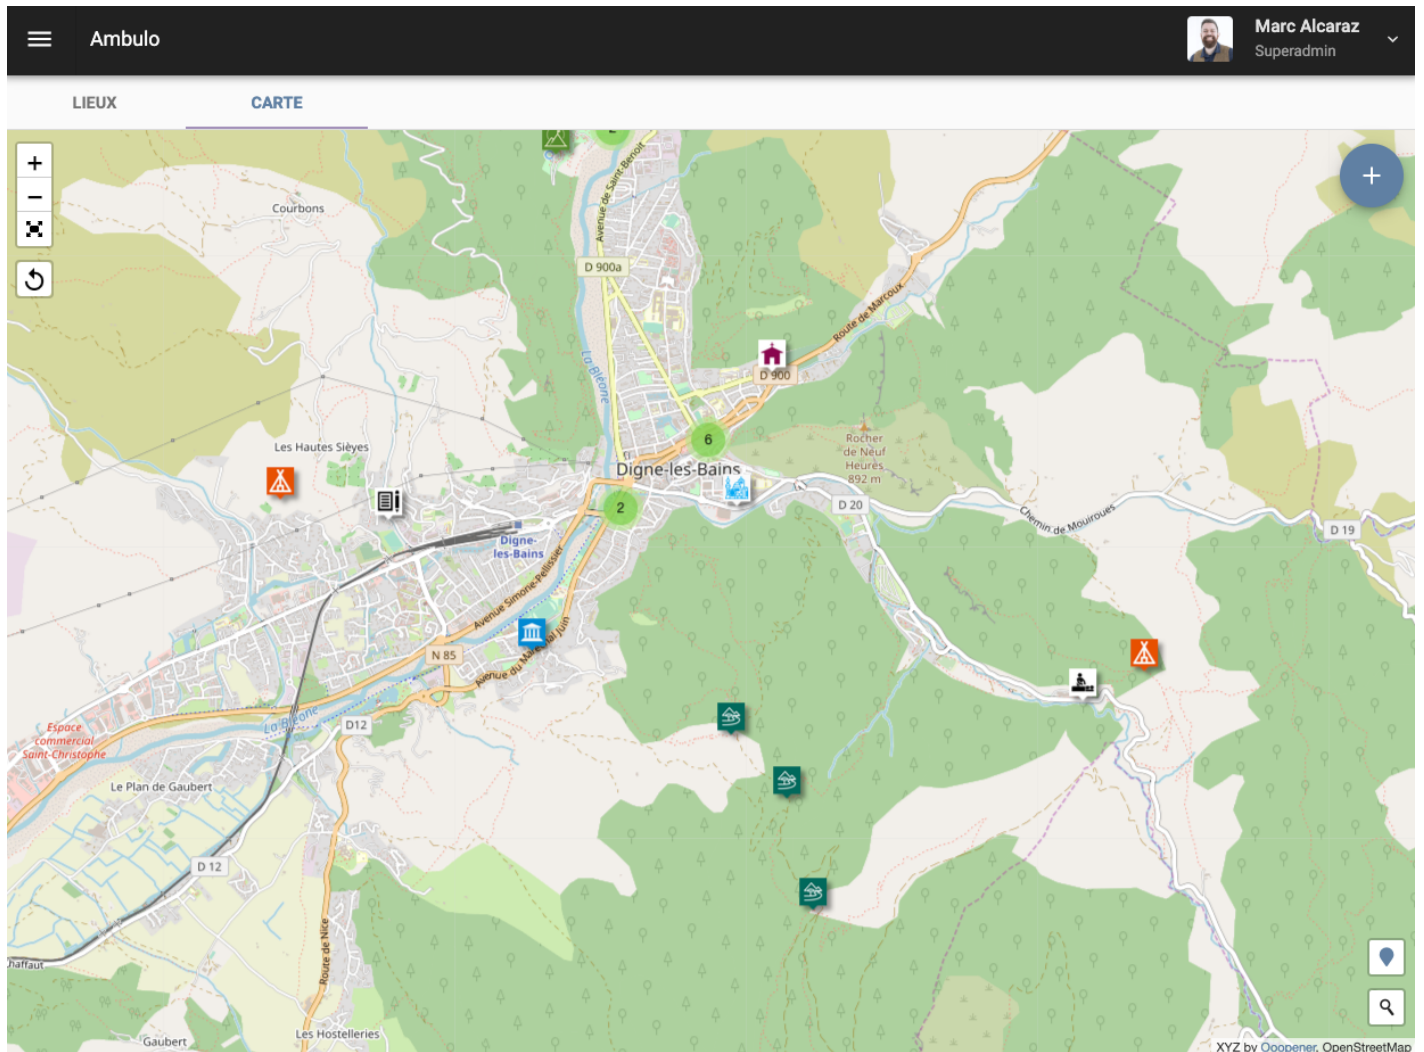 Ambulo
Marc Alcaraz
Superadmin
LIEUX
CARTE
+
−
+
2
Avenue de Saint-Benoit
Courbons
D 900a
Route de Marcoux
La Bléone
D 900
Les Hautes Sièyes
6
Rocher
de Neuf
Heures
892 m
Digne-les-Bains
2
D 20
Chemin de Mouiroues
D 19
Digne-
les-Bains
Avenue Simone-Pellissier
N 85
Avenue du Maréchal Juin
La Bléone
D12
Espace
commercial
Saint-Christophe
Le Plan de Gaubert
D 12
Route de Nice
haffaut
Les Hostelleries
Gaubert
XYZ by Ooopener, OpenStreetMap